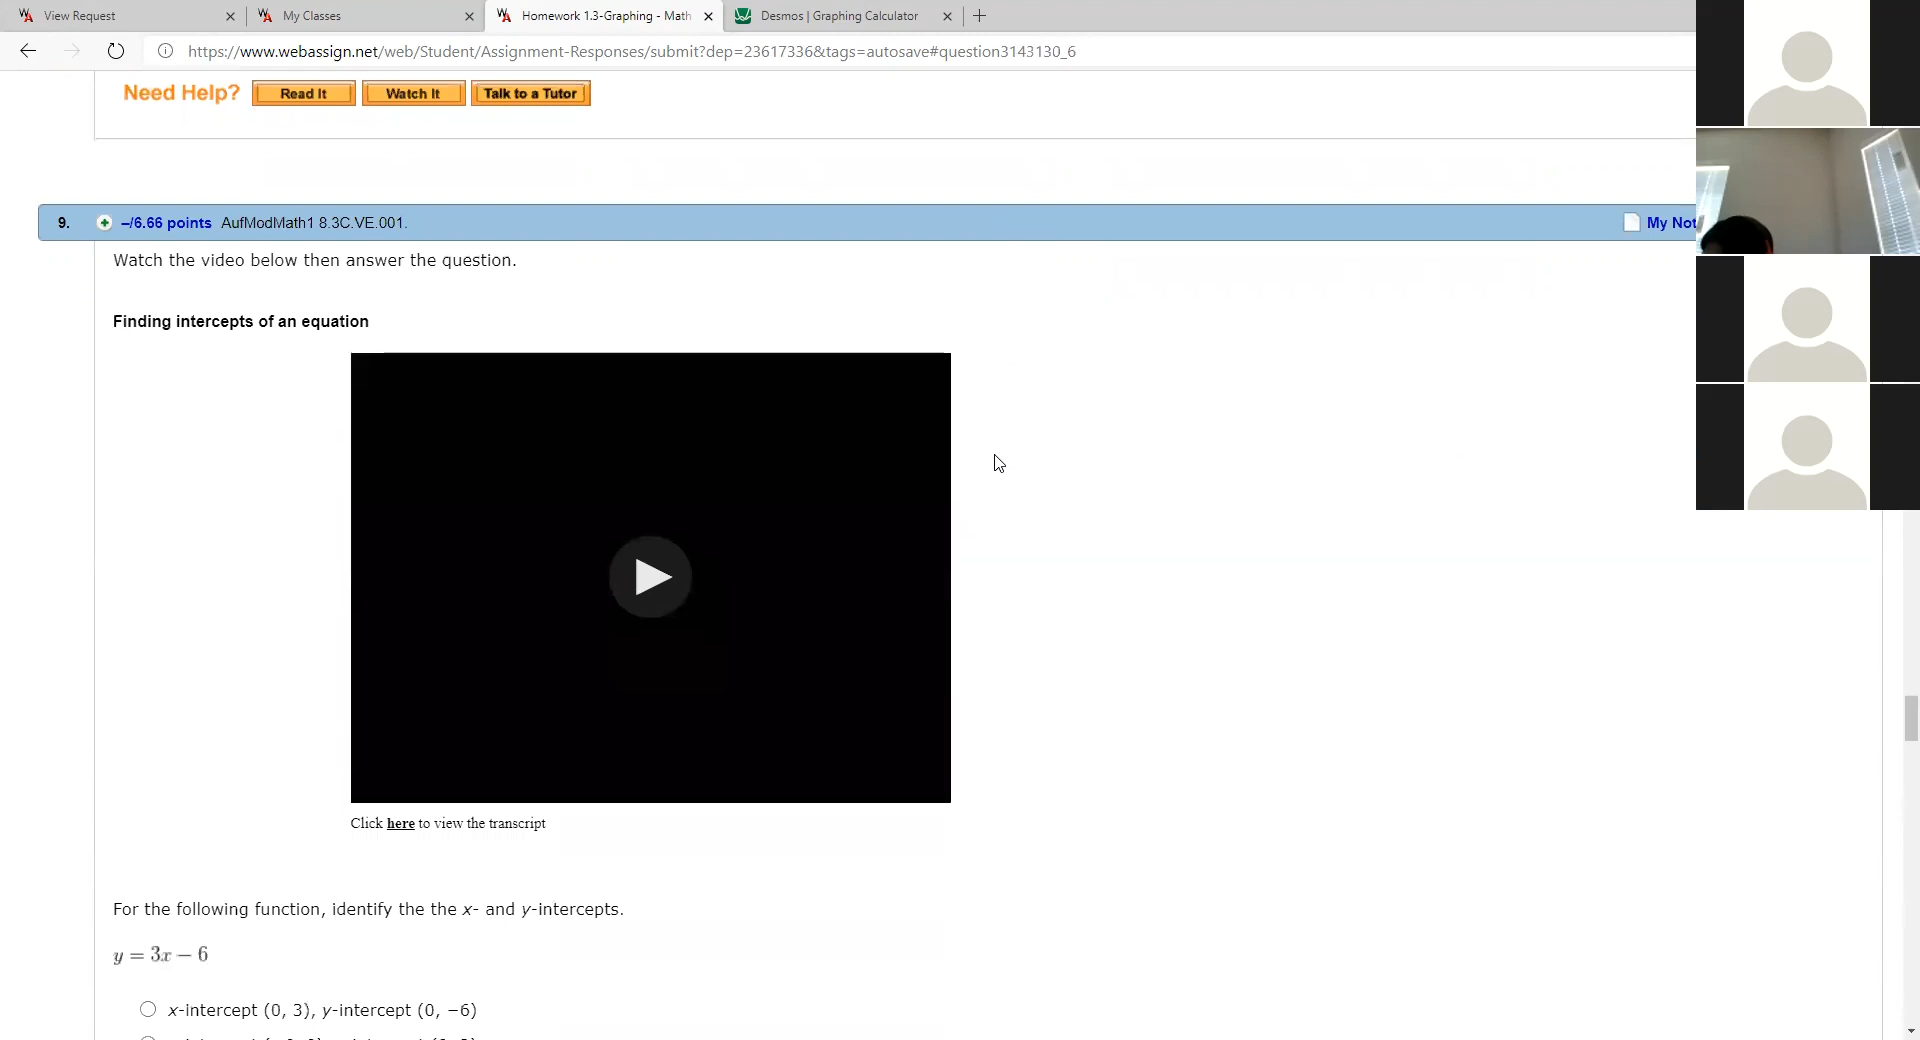 View Request
My Classes
Homework 1.3-Graphing - Math
Desmos | Graphing Calculator
https://www.webassign.net/web/Student/Assignment-Responses/submit?dep=23617336&tags=autosave#question3143130_6
Need Help? Read It Watch It Talk to a Tutor
9. –/6.66 points AufModMath1 8.3C.VE.001. My Not
Watch the video below then answer the question.
Finding intercepts of an equation
Click here to view the transcript
For the following function, identify the the x- and y-intercepts.
y = 3x − 6
x-intercept (0, 3), y-intercept (0, −6)